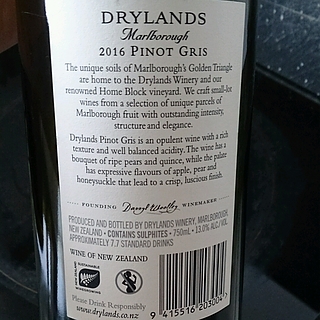 DRYLANDS
Marlborough
2016 PINOT GRIS
The unique soils of Marlborough's Golden Triangle
are home to the Drylands Winery and our
renowned Home Block vineyard. We craft small-lot
wines from a selection of unique parcels of
Marlborough fruit with outstanding intensity,
structure and elegance.
Drylands Pinot Gris is an opulent wine with a rich
texture and well balanced acidity. The wine has a
bouquet of ripe pears and quince, while the palate
has expressive flavours of apple, pear and
honeysuckle that lead to a crisp, luscious finish.
FOUNDING Darryl Woolley WINEMAKER
PRODUCED AND BOTTLED BY DRYLANDS WINERY, MARLBOROUGH,
NEW ZEALAND • CONTAINS SULPHITES • 750mL • 13.0% ALC/VOL
APPROXIMATELY 7.7 STANDARD DRINKS
WINE OF NEW ZEALAND
SUSTAINABLE
WINEGROWING
Please Drink Responsibly
www.drylands.co.nz
9 415516 203004